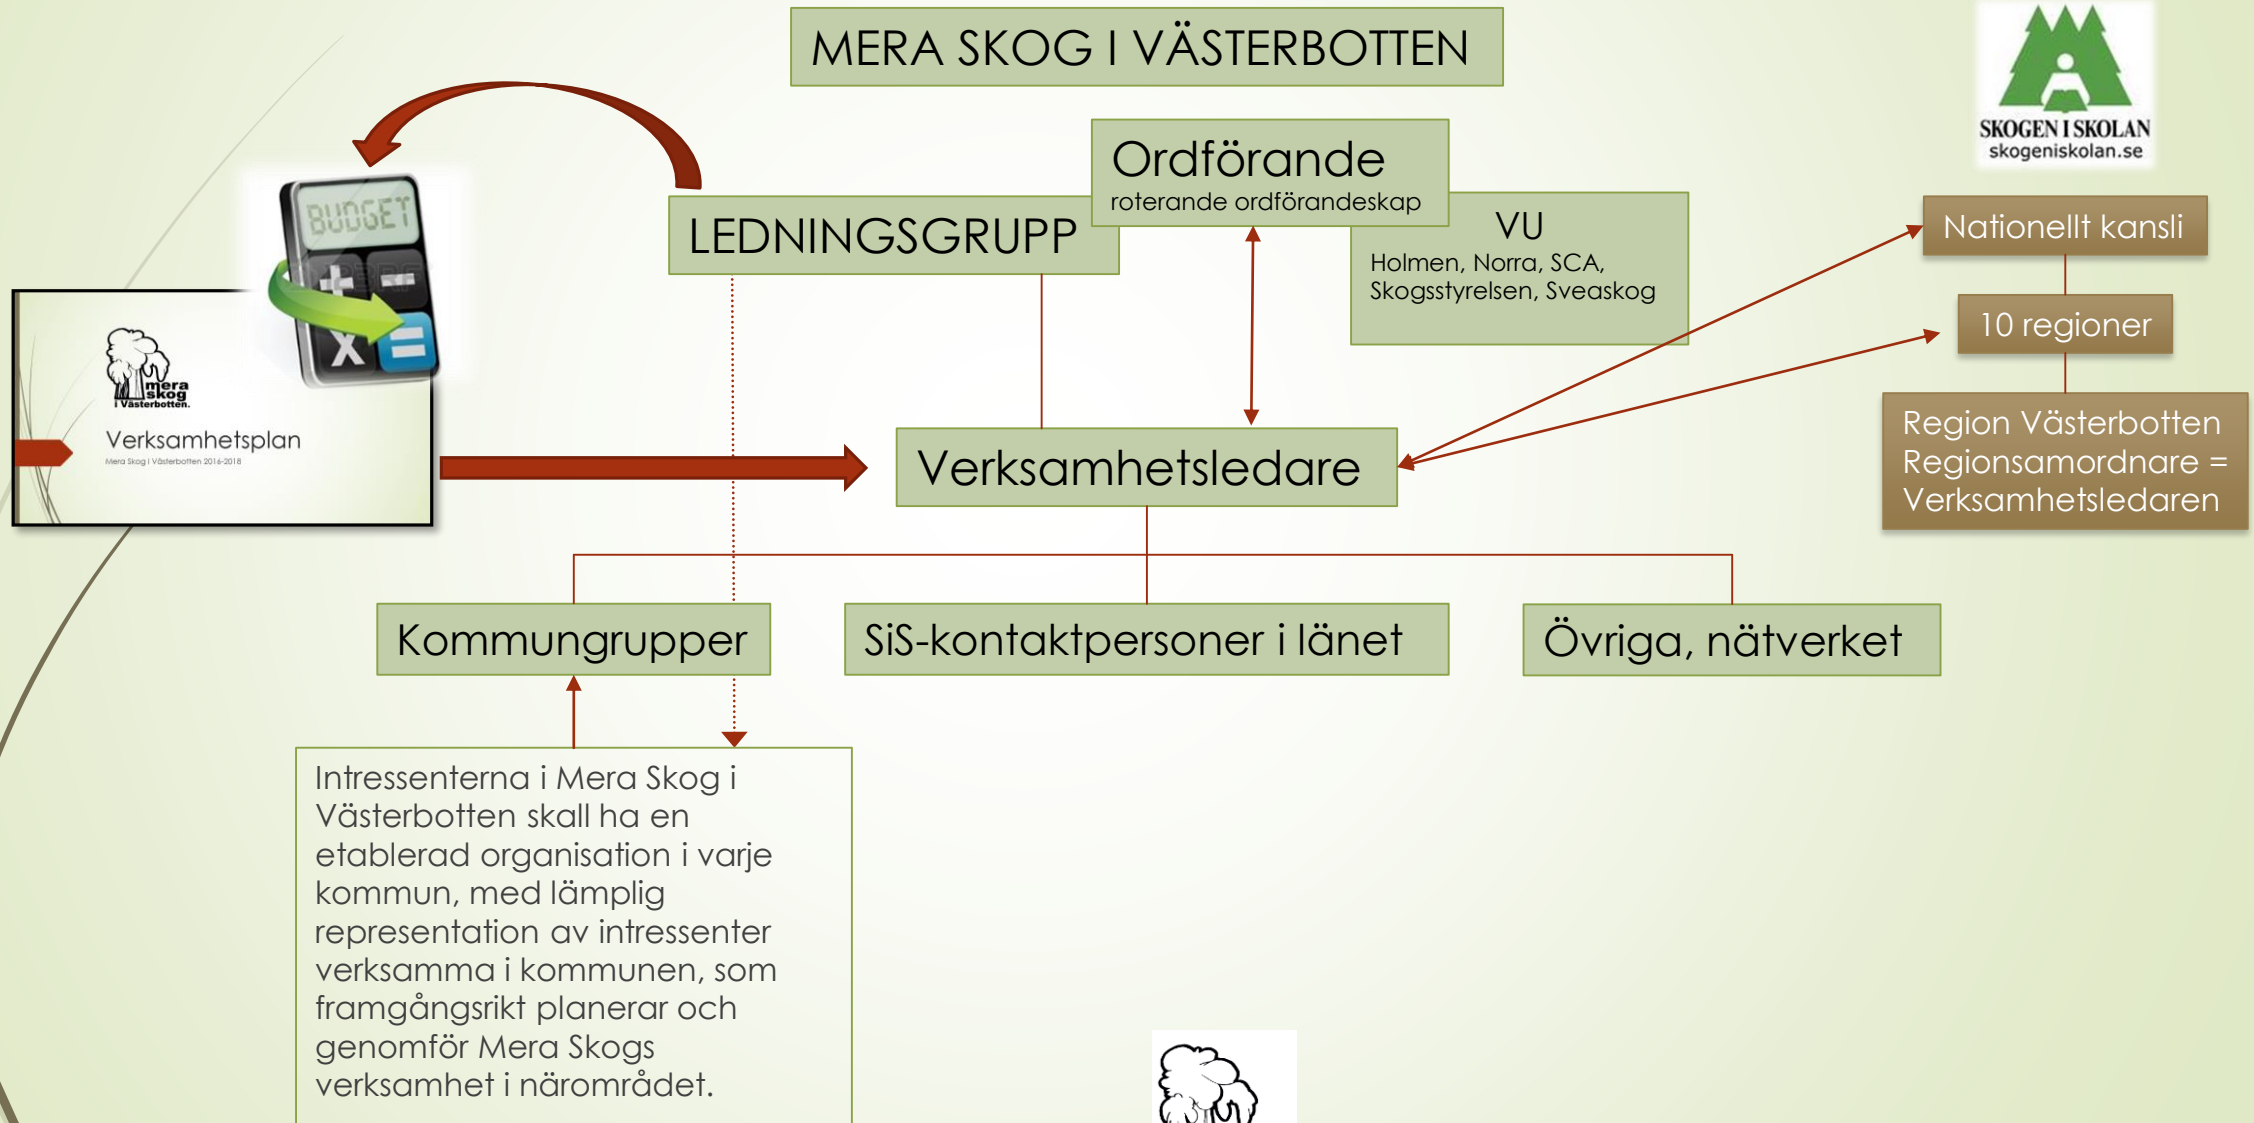 MERA SKOG I VÄSTERBOTTEN
SKOGEN I SKOLAN
skogeniskolan.se
Ordförande
roterande ordförandeskap
LEDNINGSGRUPP
VU
Holmen, Norra, SCA,
Skogsstyrelsen, Sveaskog
Nationellt kansli
10 regioner
Region Västerbotten
Regionsamordnare =
Verksamhetsledaren
BUDGET
+ -
X =
mera
skog
i Västerbotten.
Verksamhetsplan
Mera Skog i Västerbotten 2016-2018
Verksamhetsledare
Kommungrupper
SiS-kontaktpersoner i länet
Övriga, nätverket
Intressenterna i Mera Skog i
Västerbotten skall ha en
etablerad organisation i varje
kommun, med lämplig
representation av intressenter
verksamma i kommunen, som
framgångsrikt planerar och
genomför Mera Skogs
verksamhet i närområdet.